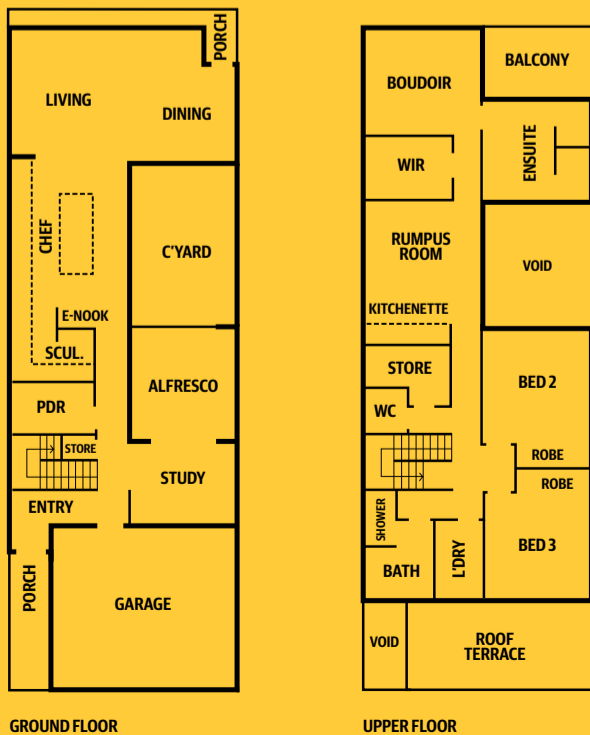 PORCH
LIVING
DINING
CHEF
C'YARD
E-NOOK
SCUL.
ALFRESCO
PDR
STORE
STUDY
ENTRY
PORCH
GARAGE
GROUND FLOOR
BALCONY
BOUDOIR
ENSUITE
WIR
RUMPUS
ROOM
VOID
KITCHENETTE
STORE
BED 2
WC
ROBE
ROBE
SHOWER
BED 3
L'DRY
BATH
VOID
ROOF
TERRACE
UPPER FLOOR